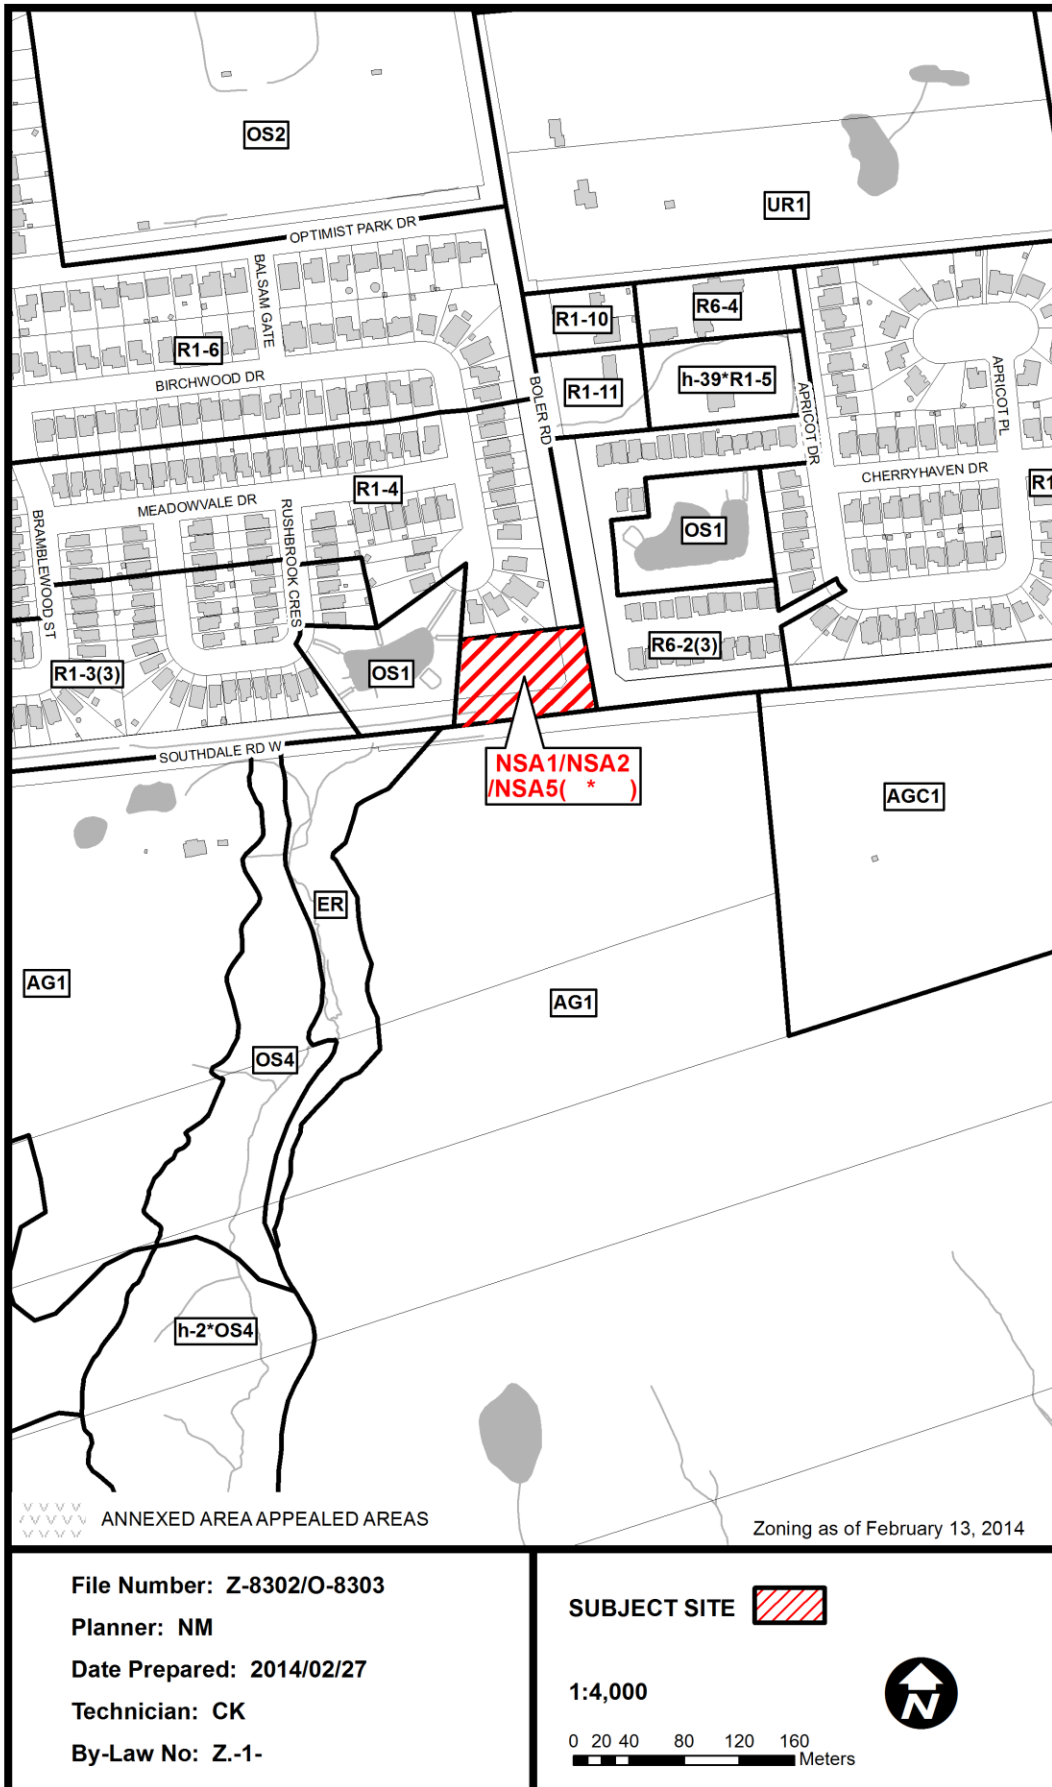 OS2
UR1
OPTIMIST PARK DR
BALSAM GATE
R1-6
BIRCHWOOD DR
BOLER RD
R1-10
R6-4
R1-11
h-39*R1-5
APRICOT DR
APRICOT PL
CHERRYHAVEN DR
R1
R1-4
MEADOWVALE DR
RUSHBROOK CRES
BRAMBLEWOOD ST
OS1
R6-2(3)
R1-3(3)
OS1
SOUTHDALE RD W
NSA1/NSA2
/NSA5( * )
AGC1
ER
AG1
AG1
OS4
h-2*OS4
ANNEXED AREA APPEALED AREAS
Zoning as of February 13, 2014
File Number: Z-8302/O-8303
Planner: NM
Date Prepared: 2014/02/27
Technician: CK
By-Law No: Z.-1-
SUBJECT SITE
1:4,000
N
0 20 40 80 120 160
Meters